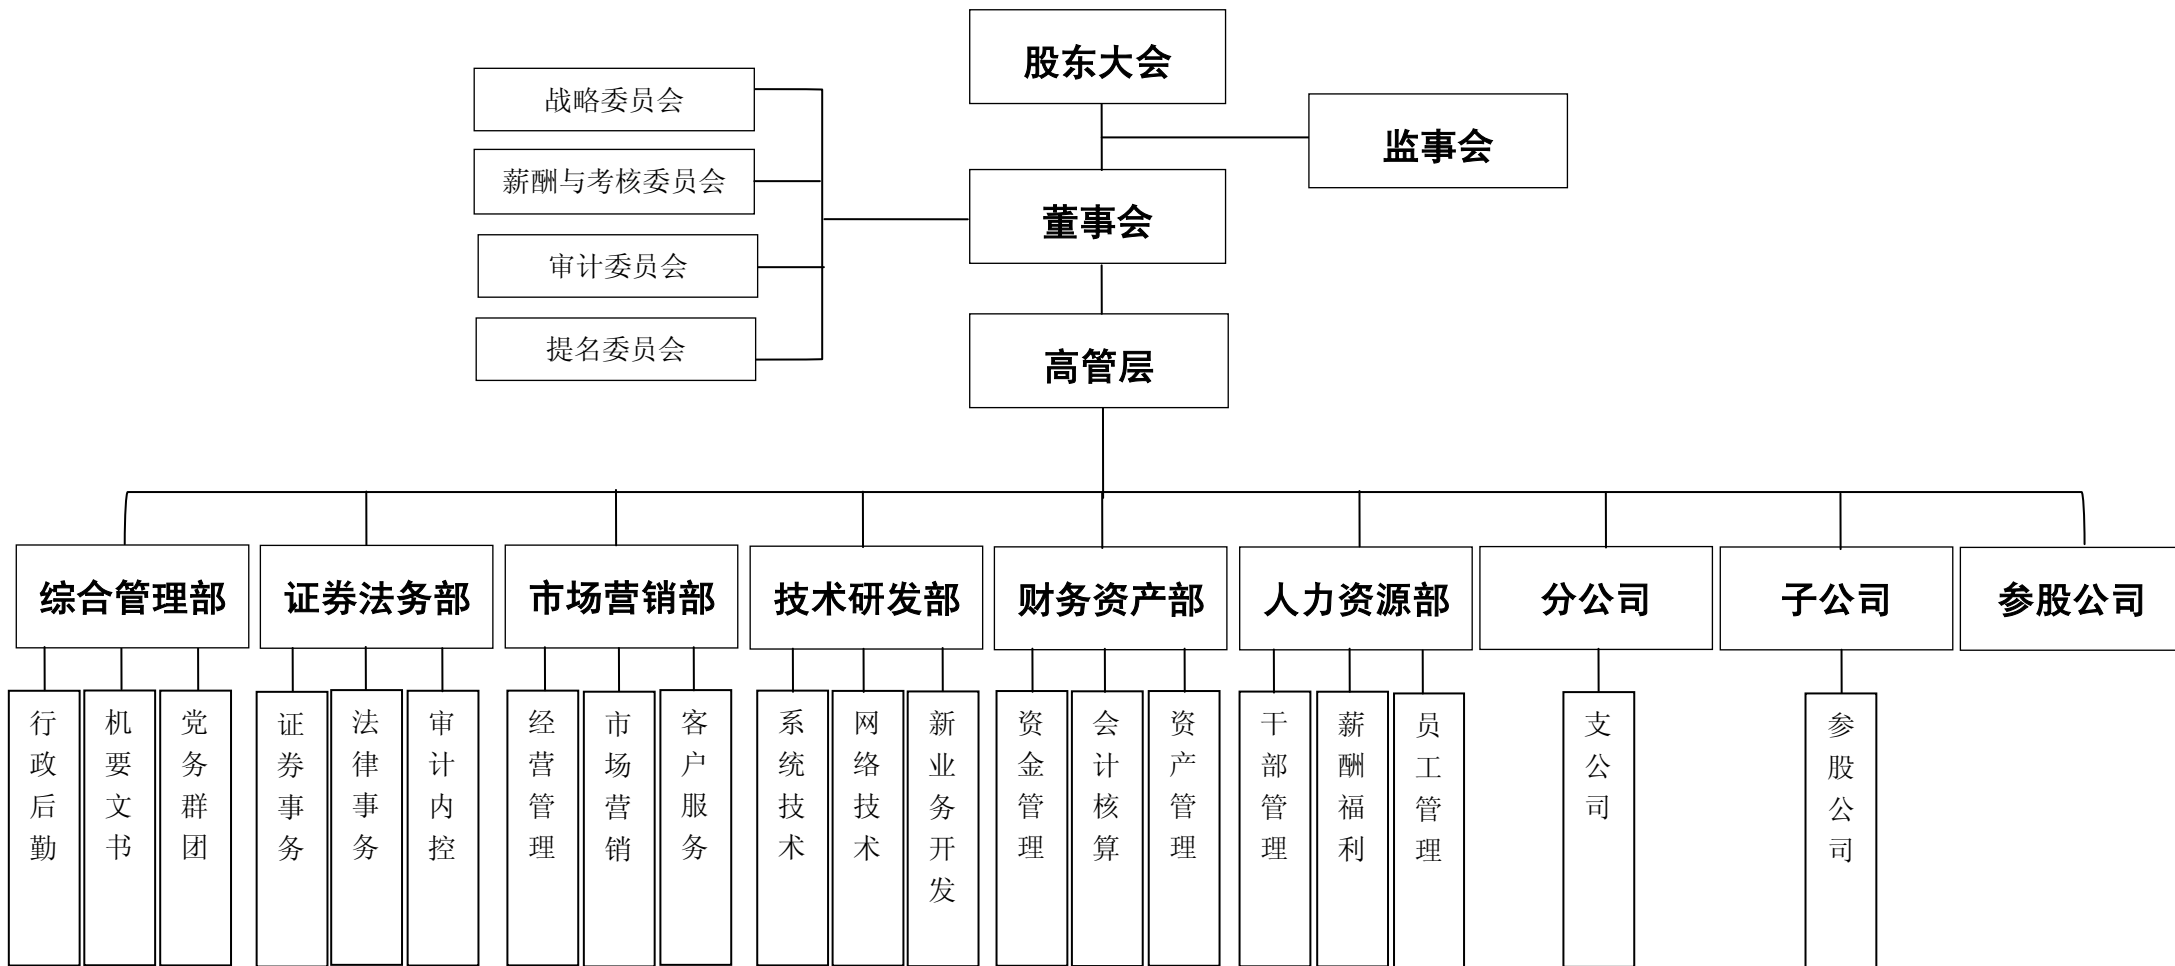 股东大会
战略委员会
监事会
薪酬与考核委员会
董事会
审计委员会
提名委员会
高管层
综合管理部
证券法务部
市场营销部
技术研发部
财务资产部
人力资源部
分公司
子公司
参股公司
行政后勤
机要文书
党务群团
证券事务
法律事务
审计内控
经营管理
市场营销
客户服务
系统技术
网络技术
新业务开发
资金管理
会计核算
资产管理
干部管理
薪酬福利
员工管理
支公司
参股公司